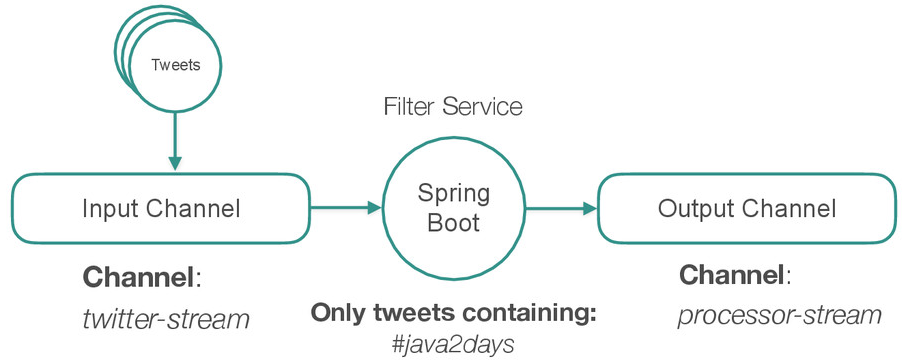 Tweets
Filter Service
Input Channel
Spring
Boot
Output Channel
Channel:
twitter-stream
Only tweets containing:
#java2days
Channel:
processor-stream